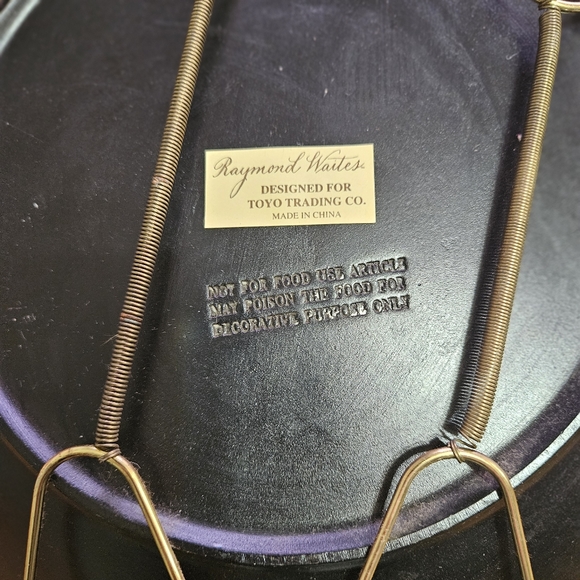 Raymond Waites
DESIGNED FOR
TOYO TRADING CO.
MADE IN CHINA
NOT FOR FOOD USE ARTICLE
MAY POISON THE FOOD FOR
DECORATIVE PURPOSE ONLY